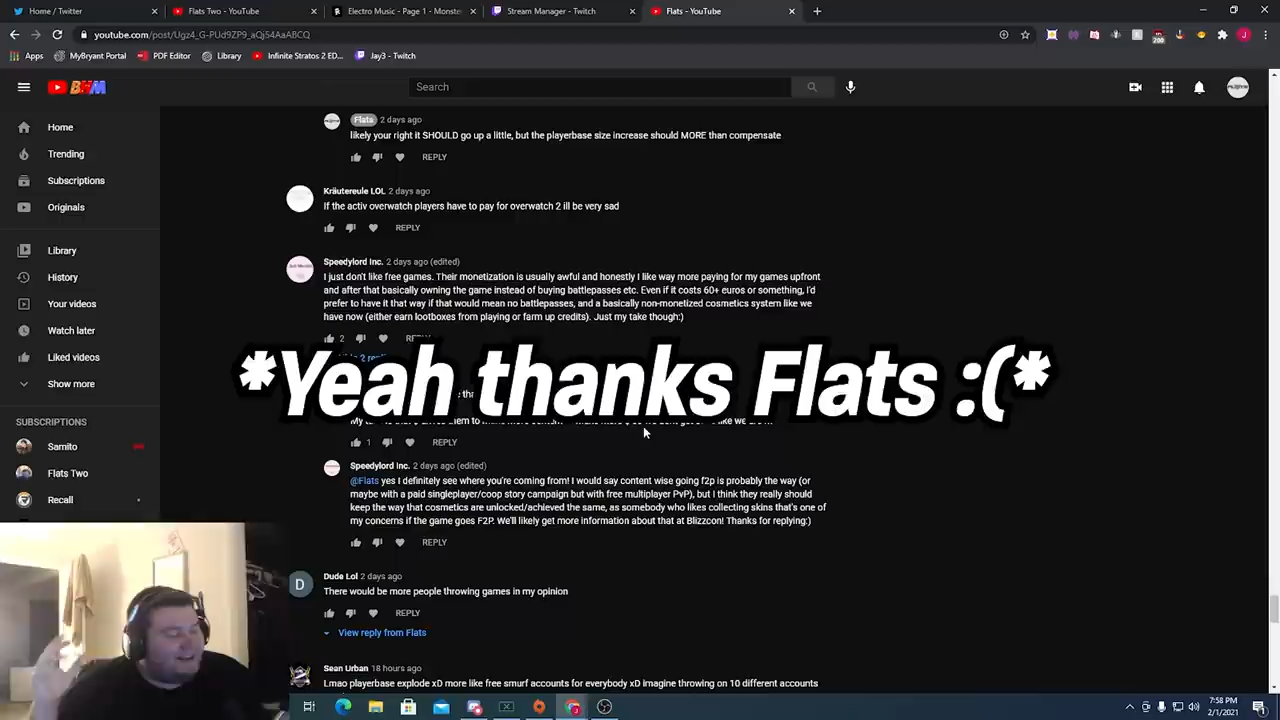 Home / Twitter
Flats Two - YouTube
Electro Music - Page 1 - Monste
Stream Manager - Twitch
Flats - YouTube
youtube.com/post/Ugz4_G-PUd9ZP9_aQj54AaABCQ
Apps
MyBryant Portal
PDF Editor
Library
Infinite Stratos 2 ED...
Jay3 - Twitch
Search
Home
Trending
Subscriptions
Originals
Library
History
Your videos
Watch later
Liked videos
Show more
SUBSCRIPTIONS
Samito
Flats Two
Recall
Flats 2 days ago
likely your right it SHOULD go up a little, but the playerbase size increase should MORE than compensate
REPLY
Kräutereule LOL 2 days ago
If the activ overwatch players have to pay for overwatch 2 ill be very sad
REPLY
Speedylord Inc. 2 days ago (edited)
I just don't like free games. Their monetization is usually awful and honestly I like way more paying for my games upfront
and after that basically owning the game instead of buying battlepasses etc. Even if it costs 60+ euros or something, I'd
prefer to have it that way if that would mean no battlepasses, and a basically non-monetized cosmetics system like we
have now (either earn lootboxes from playing or farm up credits). Just my take though:)
2
*Yeah thanks Flats :(*
1 REPLY
Speedylord Inc. 2 days ago (edited)
@Flats yes I definitely see where you're coming from! I would say content wise going f2p is probably the way (or
maybe with a paid singleplayer/coop story campaign but with free multiplayer PvP), but I think they really should
keep the way that cosmetics are unlocked/achieved the same, as somebody who likes collecting skins that's one of
my concerns if the game goes F2P. We'll likely get more information about that at Blizzcon! Thanks for replying:)
REPLY
D
Dude Lol 2 days ago
There would be more people throwing games in my opinion
REPLY
View reply from Flats
Sean Urban 18 hours ago
Lmao playerbase explode xD more like free smurf accounts for everybody xD imagine throwing on 10 different accounts
7:58 PM
2/1/2021